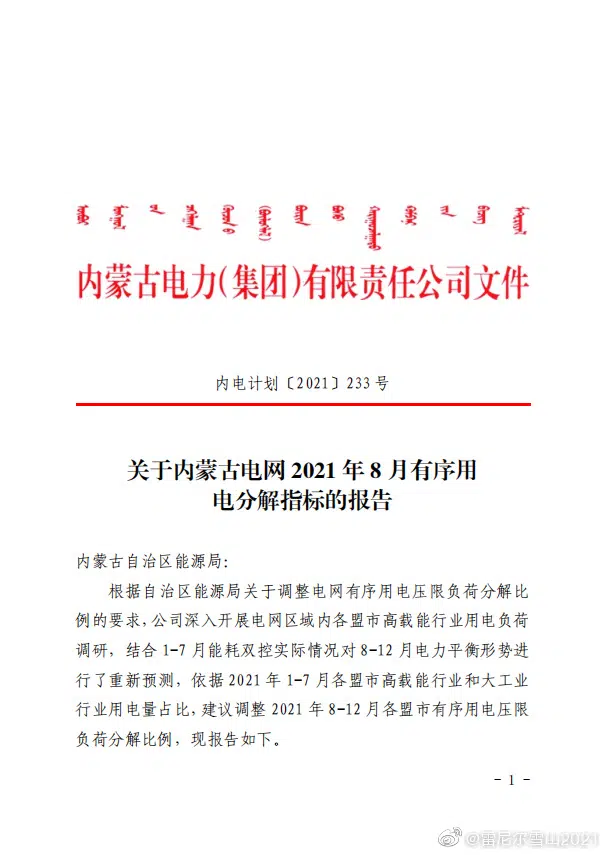 内蒙古电力(集团)有限责任公司文件
内电计划〔2021〕233号
关于内蒙古电网2021年8月有序用
电分解指标的报告
内蒙古自治区能源局:
根据自治区能源局关于调整电网有序用电压限负荷分解比
例的要求,公司深入开展电网区域内各盟市高载能行业用电负荷
调研，结合1-7月能耗双控实际情况对8-12月电力平衡形势进
行了重新预测，依据2021年1-7月各盟市高载能行业和大工业
行业用电量占比,建议调整2021年8-12月各盟市有序用电压限
负荷分解比例，现报告如下。
- 1 -
@雷尼尔雪山2021